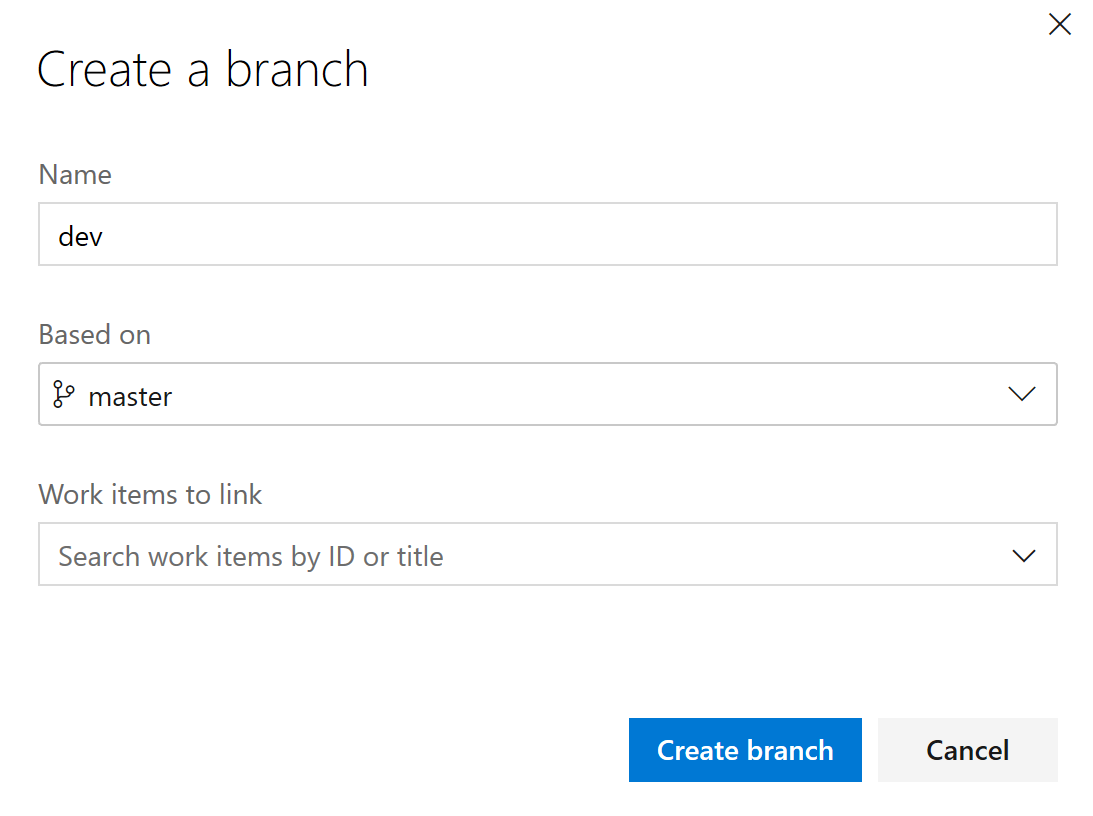 Create a branch
Name
dev
Based on
master
Work items to link
Search work items by ID or title
Create branch
Cancel